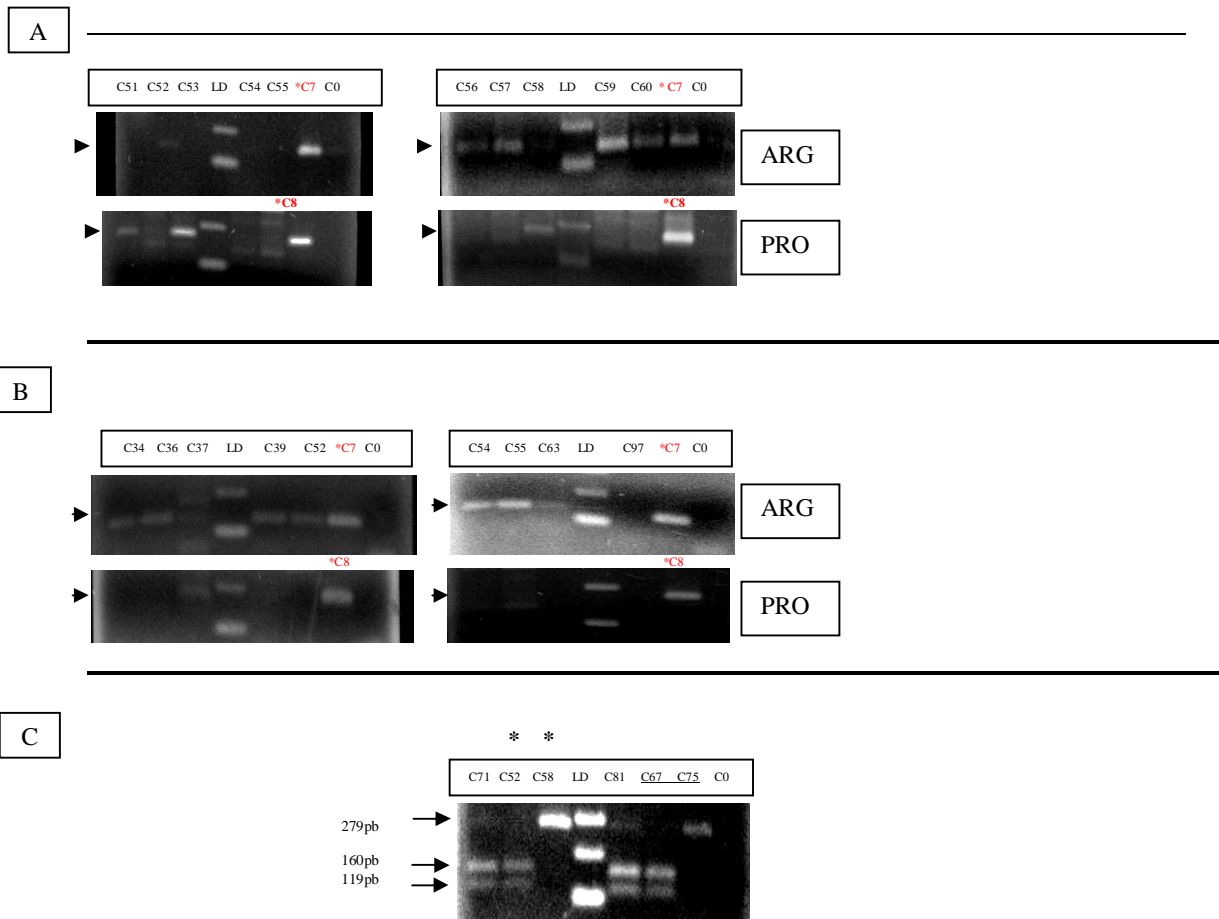 A
C51 C52 C53 LD C54 C55 *C7 C0
C56 C57 C58 LD C59 C60 * C7 C0
ARG
*C8
*C8
PRO
B
C34 C36 C37 LD C39 C52 *C7 C0
C54 C55 C63 LD C97 *C7 C0
ARG
*C8
*C8
PRO
C
* *
C71 C52 C58 LD C81 C67 C75 C0
279pb
160pb
119pb